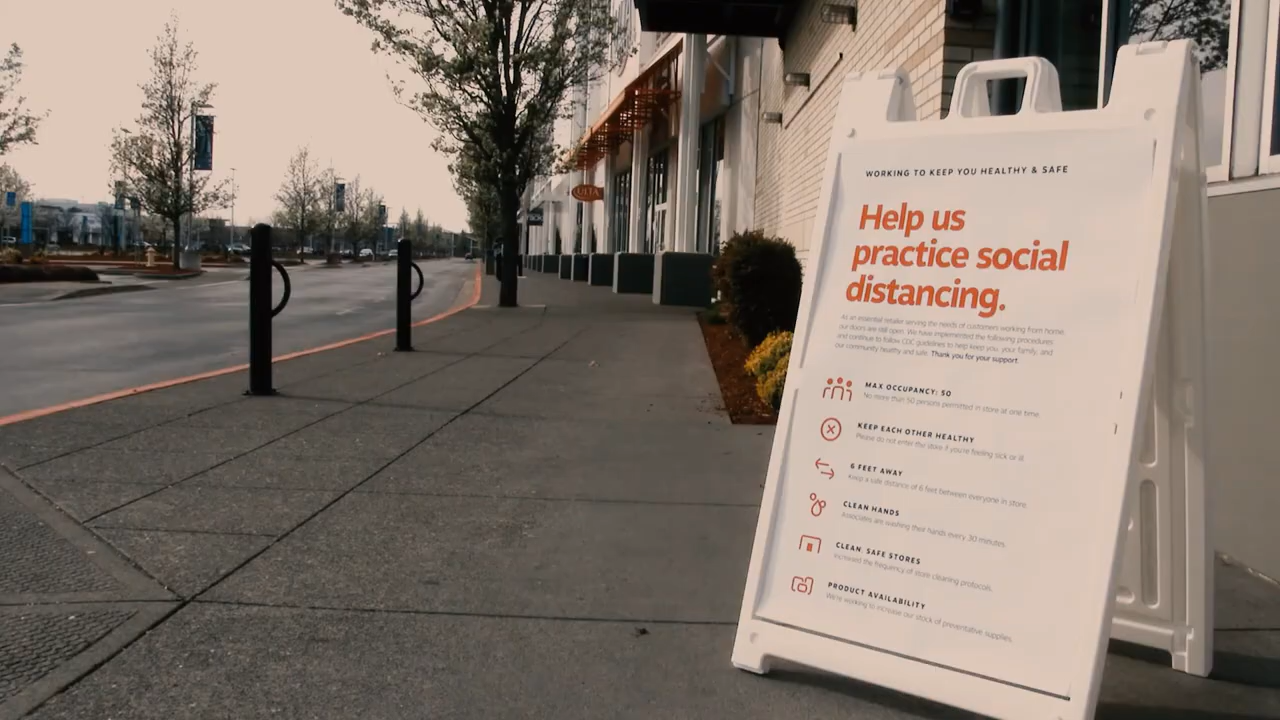 WORKING TO KEEP YOU HEALTHY & SAFE
Help us
practice social
distancing.
As an essential retailer serving the needs of customers working from home,
our doors are still open. We have implemented the following procedures
and continue to follow CDC guidelines to help keep you, your family, and
our community healthy and safe. Thank you for your support.
MAX OCCUPANCY: 50
No more than 50 persons permitted in store at one time.
KEEP EACH OTHER HEALTHY
Please do not enter the store if you're feeling sick or ill.
6 FEET AWAY
Keep a safe distance of 6 feet between everyone in store.
CLEAN HANDS
Associates are washing their hands every 30 minutes.
CLEAN, SAFE STORES
Increased the frequency of store cleaning protocols.
PRODUCT AVAILABILITY
We're working to increase our stock of preventative supplies.
ULTA